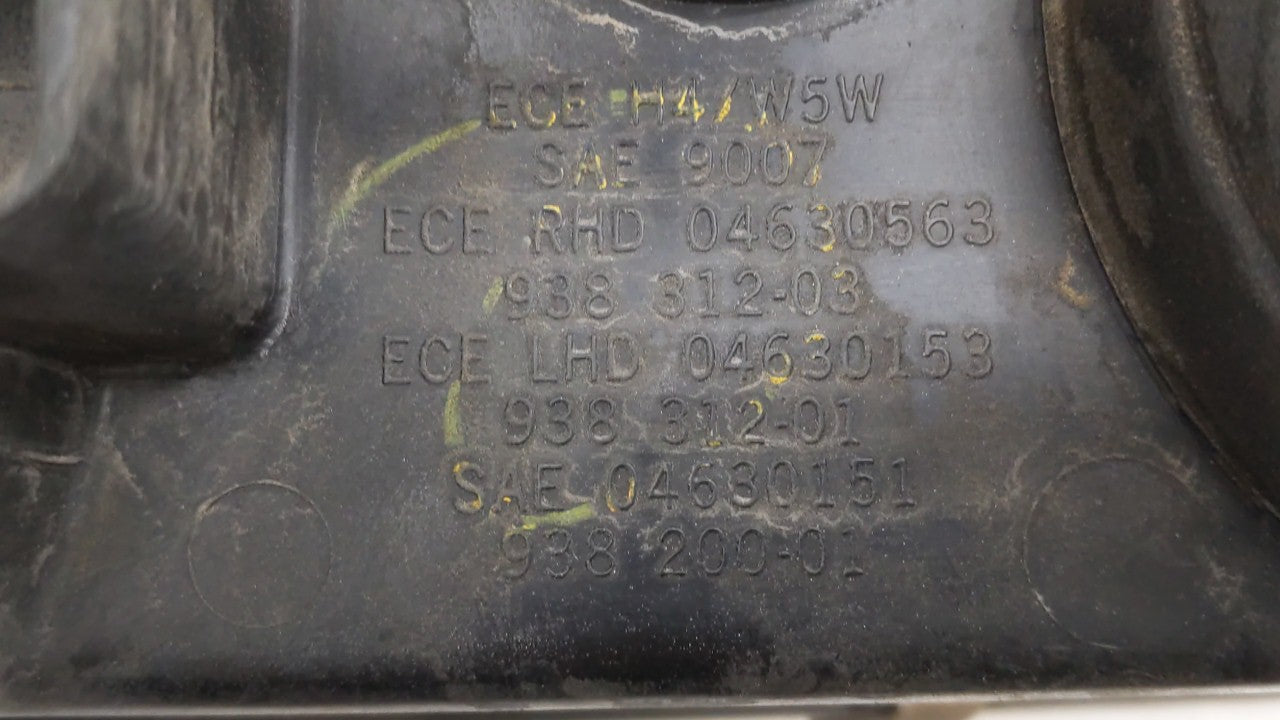 ECE H4/W5W
SAE 9007
ECE RHD 04630563
938 312-03
ECE LHD 04630153
938 312-01
SAE 04630151
938 200-01